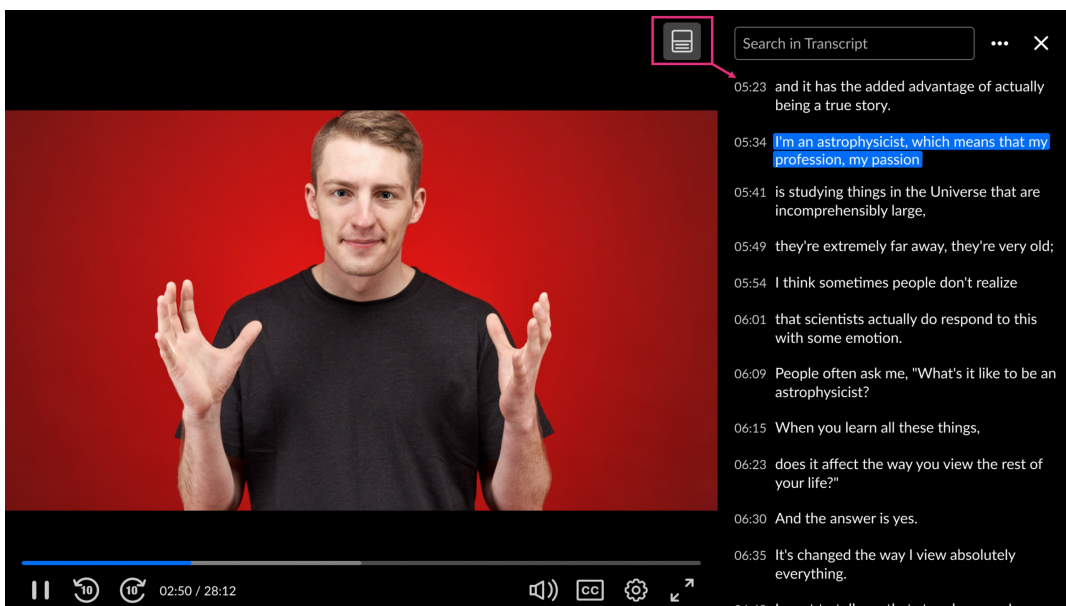 Search in Transcript
05:23 and it has the added advantage of actually
being a true story.
05:34 I'm an astrophysicist, which means that my
profession, my passion
05:41 is studying things in the Universe that are
incomprehensibly large,
05:49 they're extremely far away, they're very old;
05:54 I think sometimes people don't realize
06:01 that scientists actually do respond to this
with some emotion.
06:09 People often ask me, "What's it like to be an
astrophysicist?
06:15 When you learn all these things,
06:23 does it affect the way you view the rest of
your life?"
06:30 And the answer is yes.
06:35 It's changed the way I view absolutely
everything.
10 10 02:50 / 28:12 CC